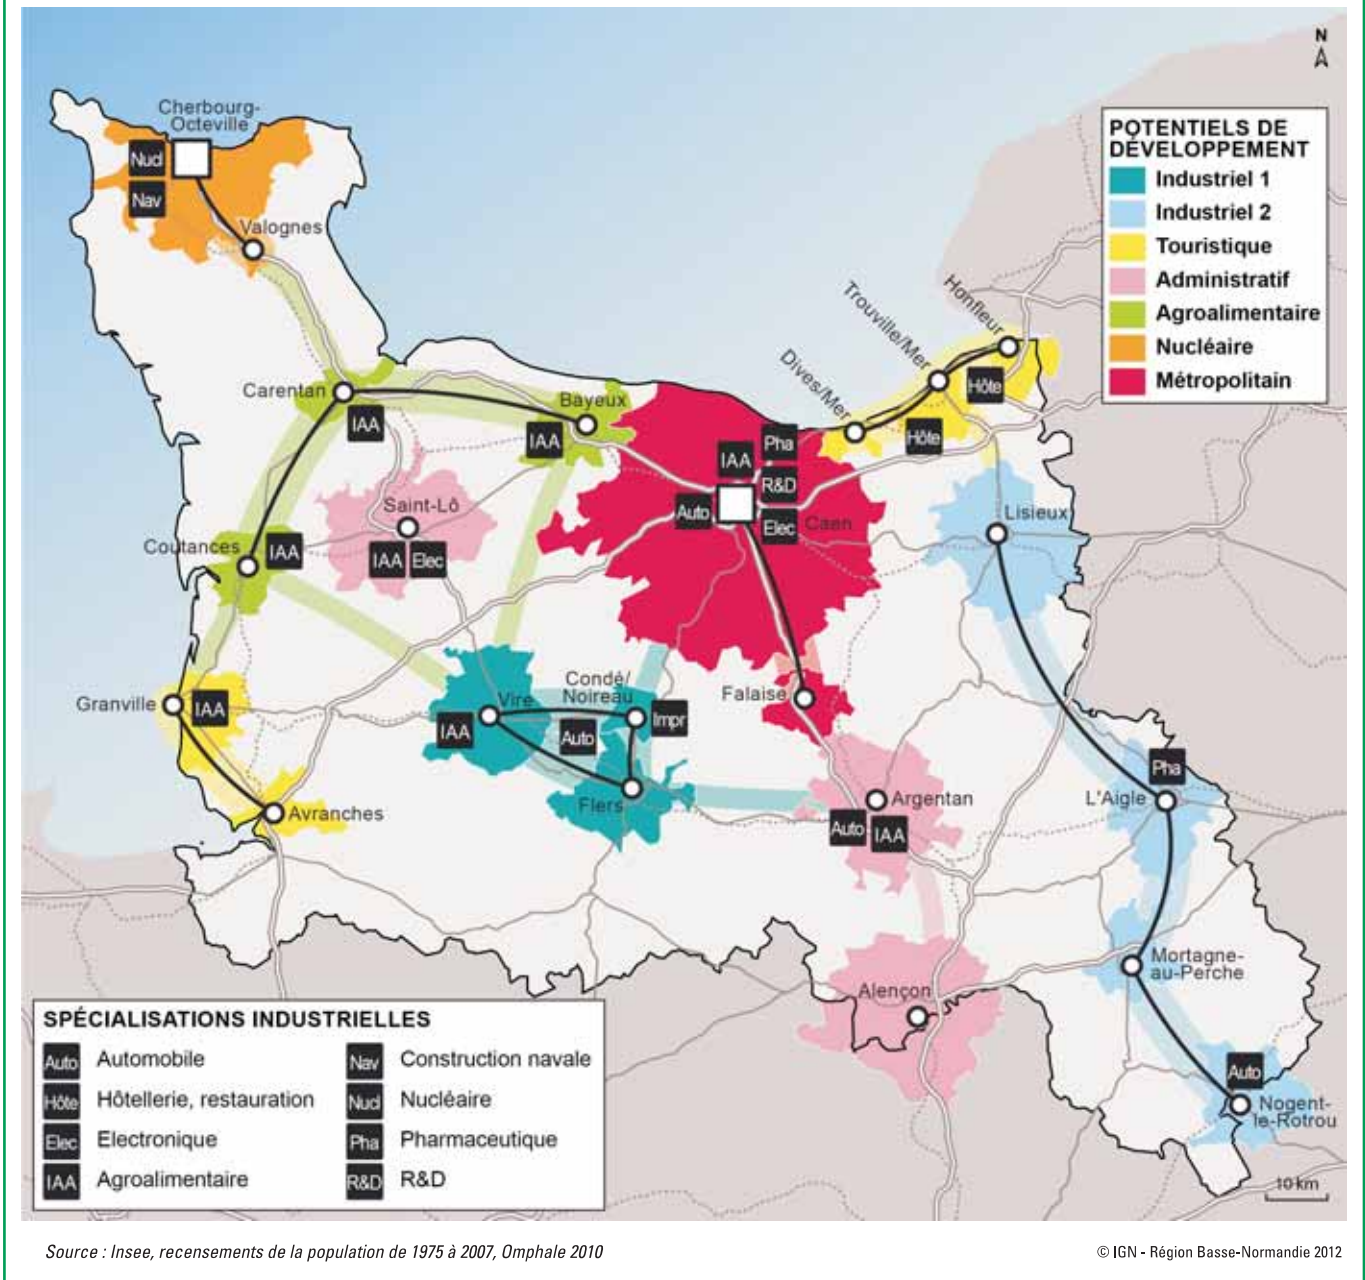 N
Cherbourg-
Octeville
Nucl
Nav
Valognes
POTENTIELS DE
DÉVELOPPEMENT
Industriel 1
Industriel 2
Touristique
Administratif
Agroalimentaire
Nucléaire
Métropolitain
Honfleur
Trouville/Mer
Dives/Mer
Hôte
Hôte
Carentan
IAA
Bayeux
IAA
Pha
IAA
R&D
Auto
Elec
Caen
Saint-Lô
IAA
Elec
Coutances
IAA
Lisieux
Granville
IAA
Vire
IAA
Condé/
Noireau
Impr
Auto
Flers
Falaise
Avranches
Argentan
Auto
IAA
Pha
L'Aigle
Mortagne-
au-Perche
Alençon
Auto
Nogent-
le-Rotrou
10 km
SPÉCIALISATIONS INDUSTRIELLES
Auto Automobile
Hôte Hôtellerie, restauration
Elec Electronique
IAA Agroalimentaire
Nav Construction navale
Nucl Nucléaire
Pha Pharmaceutique
R&D R&D
Source : Insee, recensements de la population de 1975 à 2007, Omphale 2010
© IGN - Région Basse-Normandie 2012